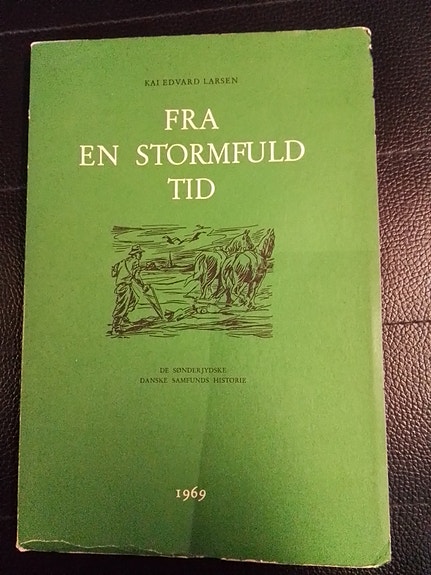 KAI EDVARD LARSEN
FRA
EN STORMFULD
TID
DE SØNDERJYDSKE
DANSKE SAMFUNDS HISTORIE
1969